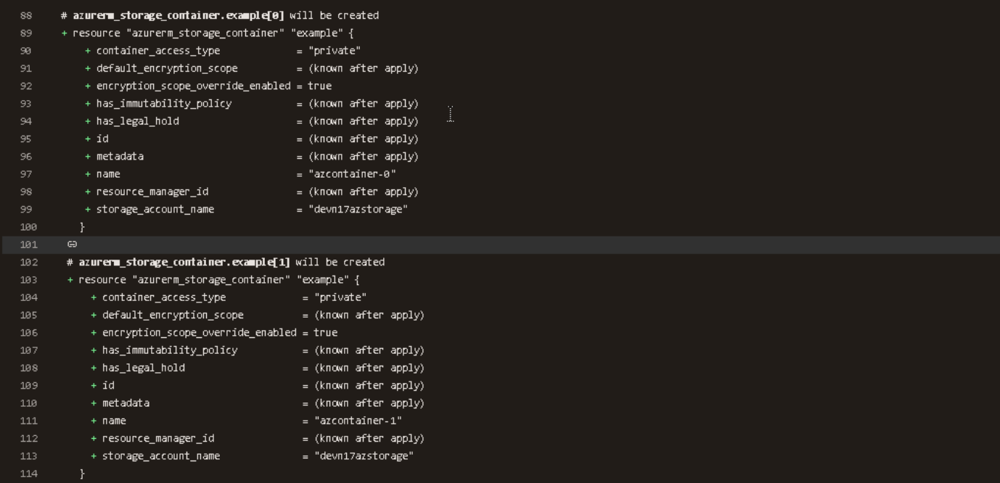 88 # azurerm_storage_container.example[0] will be created
89 + resource "azurerm_storage_container" "example" {
90 + container_access_type = "private"
91 + default_encryption_scope = (known after apply)
92 + encryption_scope_override_enabled = true
93 + has_immutability_policy = (known after apply)
94 + has_legal_hold = (known after apply)
95 + id = (known after apply)
96 + metadata = (known after apply)
97 + name = "azcontainer-0"
98 + resource_manager_id = (known after apply)
99 + storage_account_name = "devn17azstorage"
100 }
101
102 # azurerm_storage_container.example[1] will be created
103 + resource "azurerm_storage_container" "example" {
104 + container_access_type = "private"
105 + default_encryption_scope = (known after apply)
106 + encryption_scope_override_enabled = true
107 + has_immutability_policy = (known after apply)
108 + has_legal_hold = (known after apply)
109 + id = (known after apply)
110 + metadata = (known after apply)
111 + name = "azcontainer-1"
112 + resource_manager_id = (known after apply)
113 + storage_account_name = "devn17azstorage"
114 }